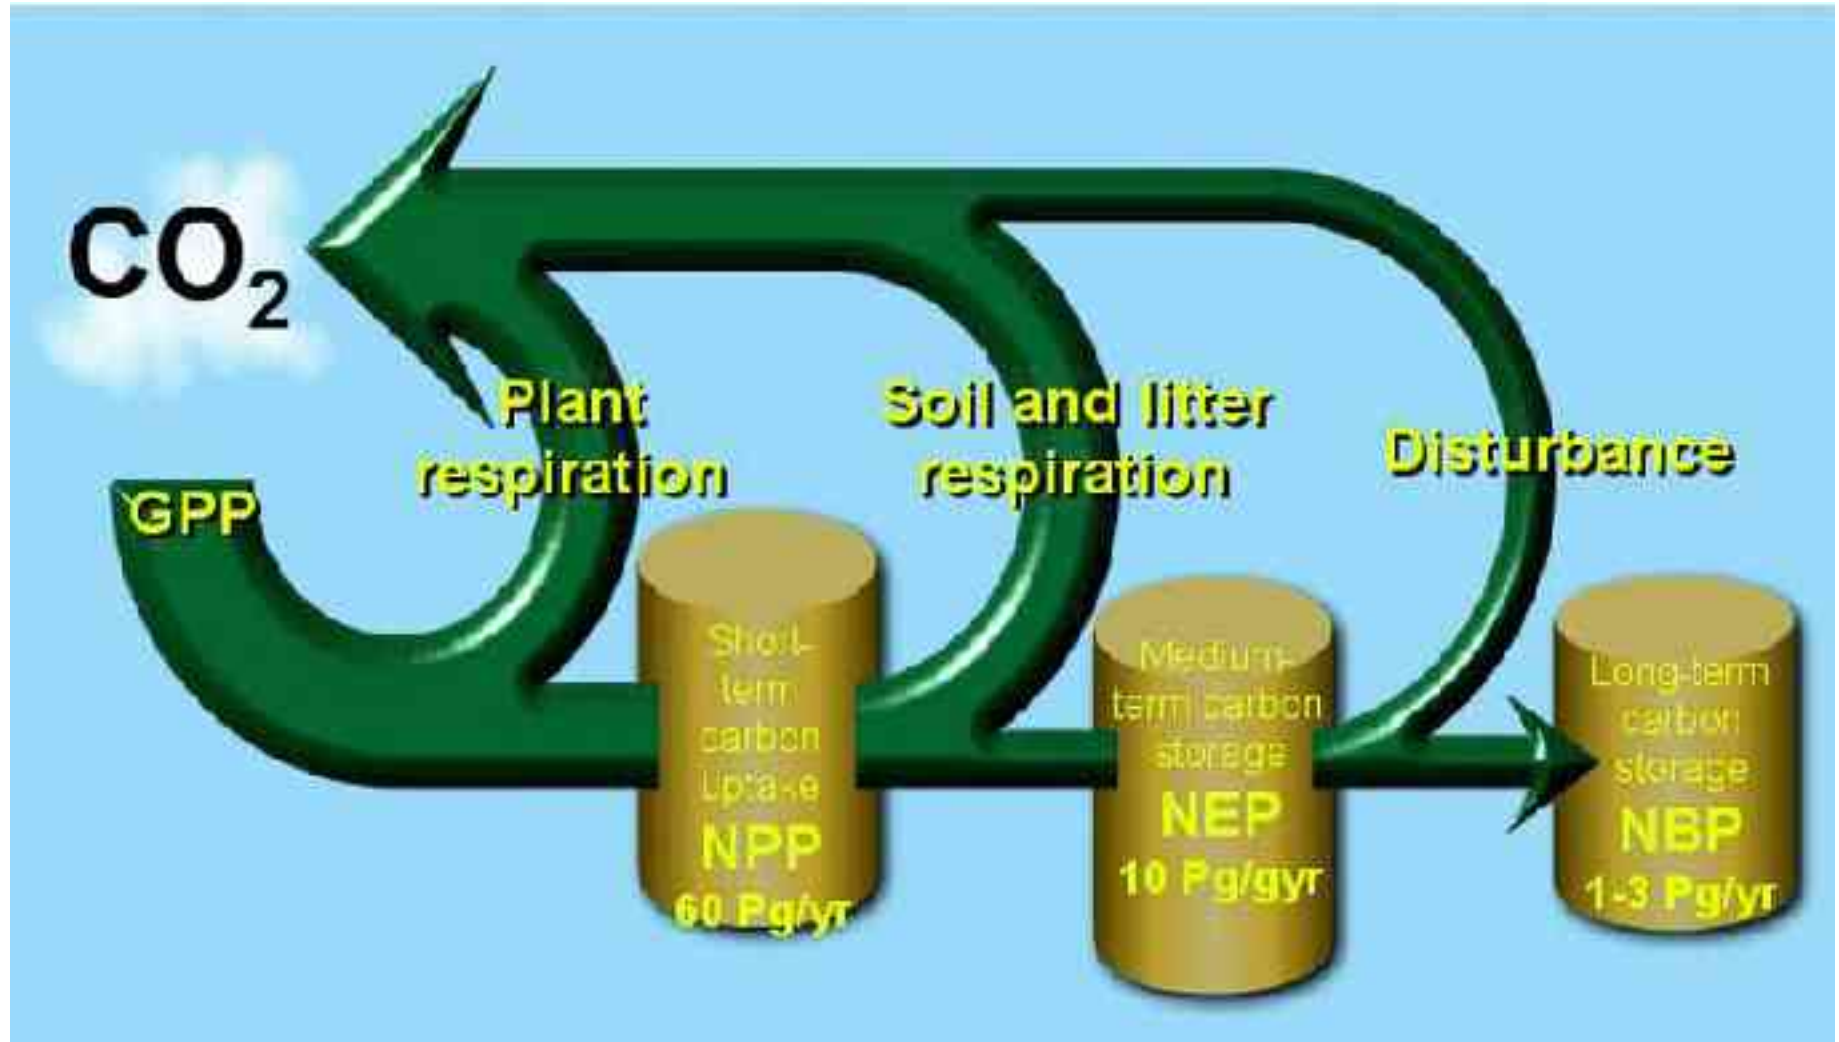 CO2
GPP
Plant
respiration
Soil and litter
respiration
Disturbance
Short-
term
carbon
uptake
NPP
60 Pg/yr
Medium-
term carbon
storage
NEP
10 Pg/gyr
Long-term
carbon
storage
NBP
1-3 Pg/yr